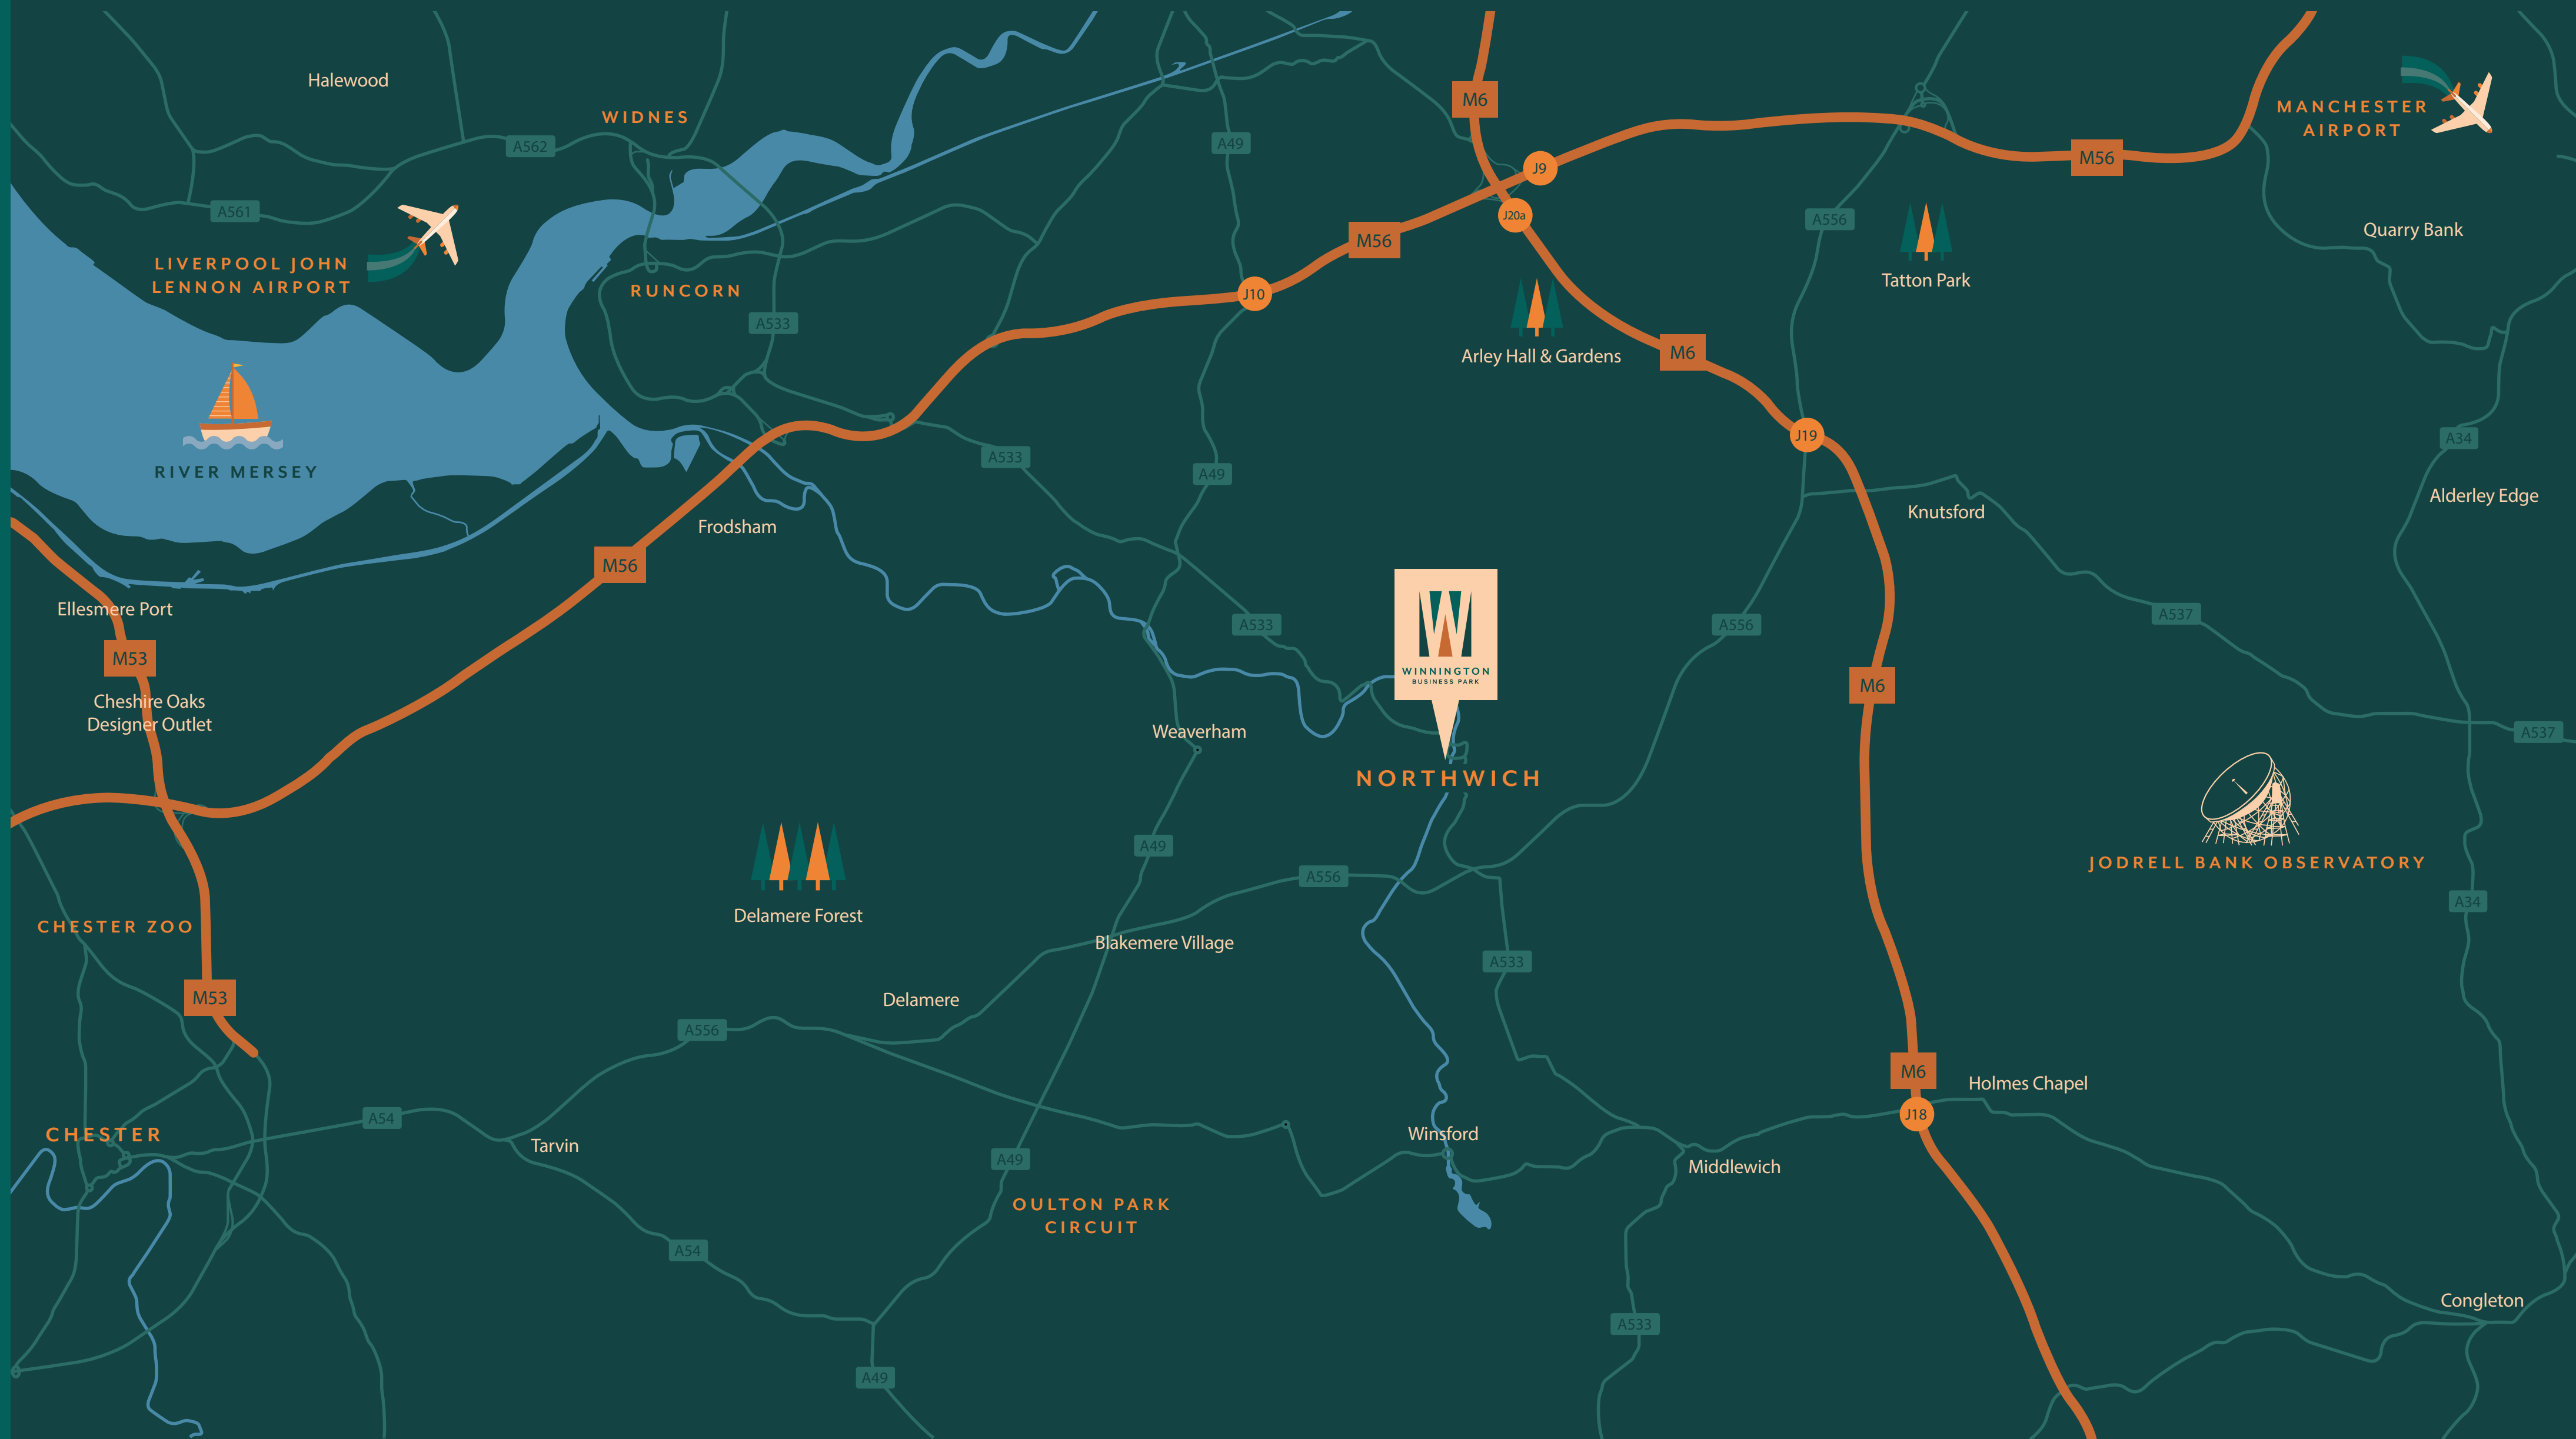 Halewood
WIDNES
A562
A49
M6
J9
M56
MANCHESTER
AIRPORT
A561
J20a
A556
Quarry Bank
LIVERPOOL JOHN
LENNON AIRPORT
M56
Tatton Park
RUNCORN
J10
A533
Arley Hall & Gardens
M6
J19
A34
RIVER MERSEY
A533
A49
Alderley Edge
Knutsford
Frodsham
M56
Ellesmere Port
A533
A556
A537
M53
W
WINNINGTON
BUSINESS PARK
M6
Cheshire Oaks
Designer Outlet
Weaverham
A537
NORTHWICH
A49
JODRELL BANK OBSERVATORY
A556
A34
Delamere Forest
CHESTER ZOO
Blakemere Village
A533
M53
Delamere
A556
M6
Holmes Chapel
A54
J18
CHESTER
Tarvin
Winsford
A49
Middlewich
OULTON PARK
CIRCUIT
A54
Congleton
A533
A49